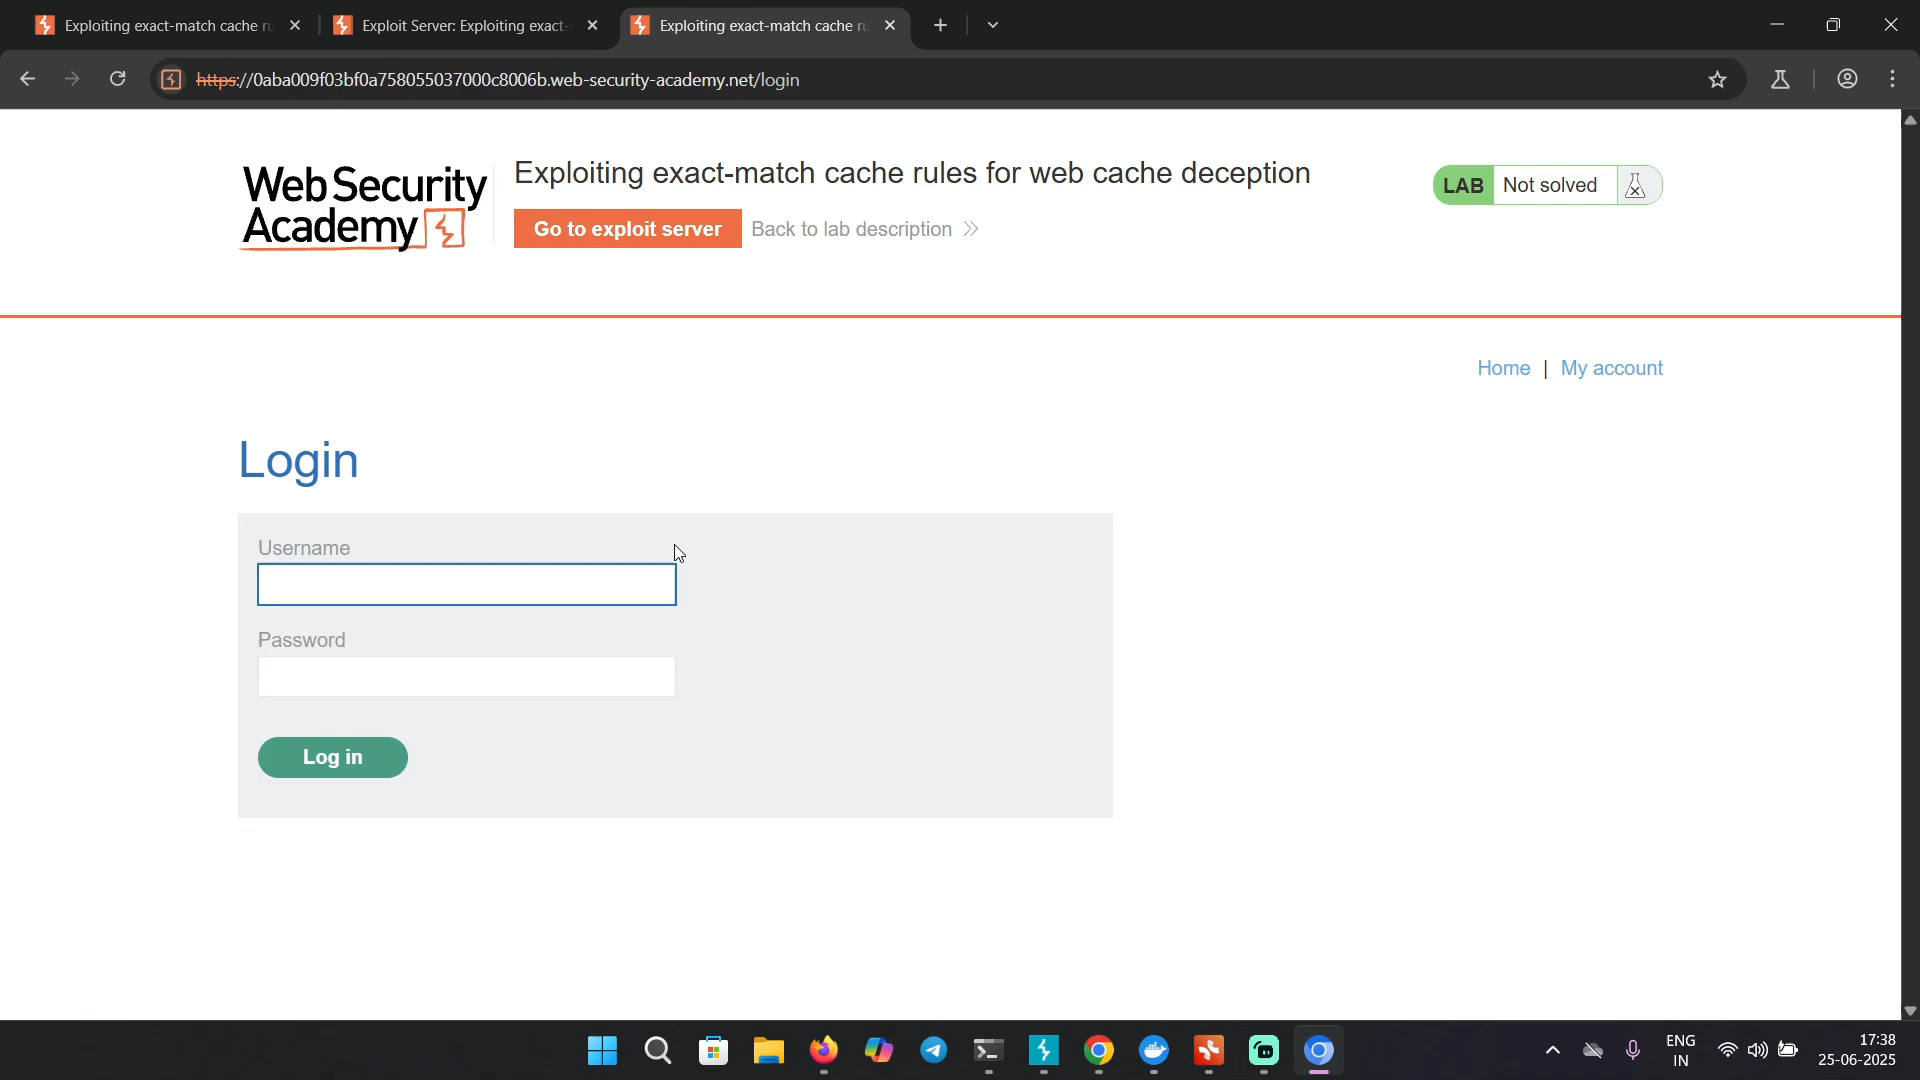 Exploiting exact-match cache ru
Exploit Server: Exploiting exact-
Exploiting exact-match cache ru
https://0aba009f03bf0a758055037000c8006b.web-security-academy.net/login
Web Security
Academy
Exploiting exact-match cache rules for web cache deception
Go to exploit server
Back to lab description
LAB
Not solved
Home | My account
Login
Username
Password
Log in
ENG
IN
17:38
25-06-2025